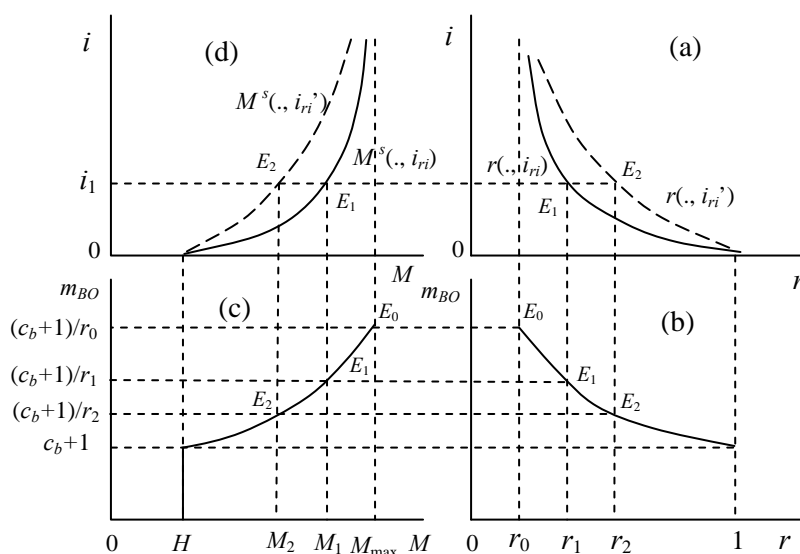 i
(d)
i
(a)
M^s(., i_ri')
E_2
M^s(., i_ri)
r(., i_ri)
E_2
i_1
E_1
E_1
r(., i_ri')
0
0
M
r
m_BO
(c)
m_BO
(b)
(c_b+1)/r_0
E_0
E_0
(c_b+1)/r_1
E_1
E_1
(c_b+1)/r_2
E_2
E_2
c_b+1
0 H M_2 M_1 M_max M
0 r_0 r_1 r_2 1 r